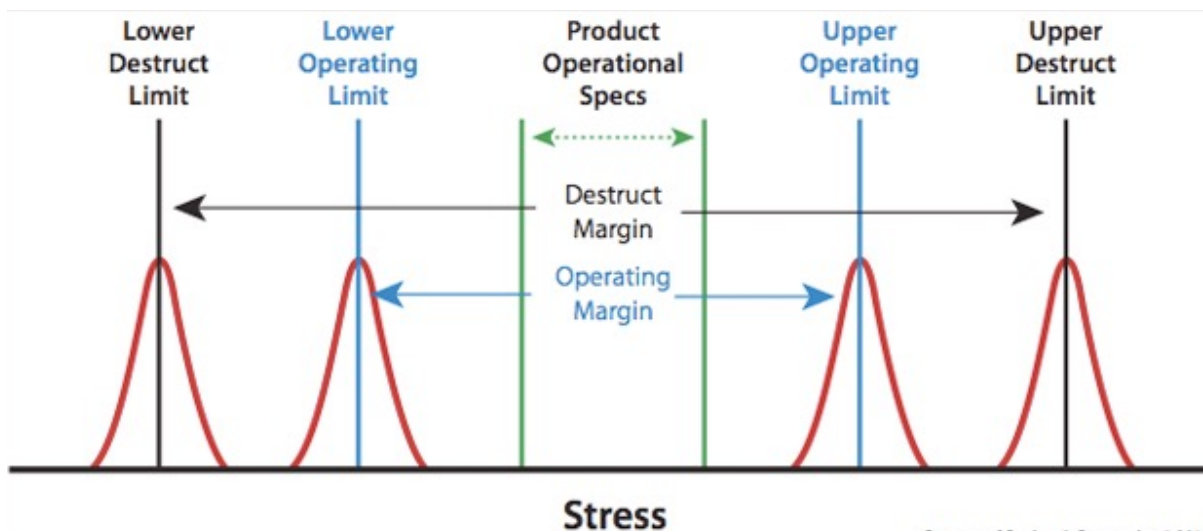 Lower
Destruct
Limit
Lower
Operating
Limit
Product
Operational
Specs
Upper
Operating
Limit
Upper
Destruct
Limit
Destruct
Margin
Operating
Margin
Stress